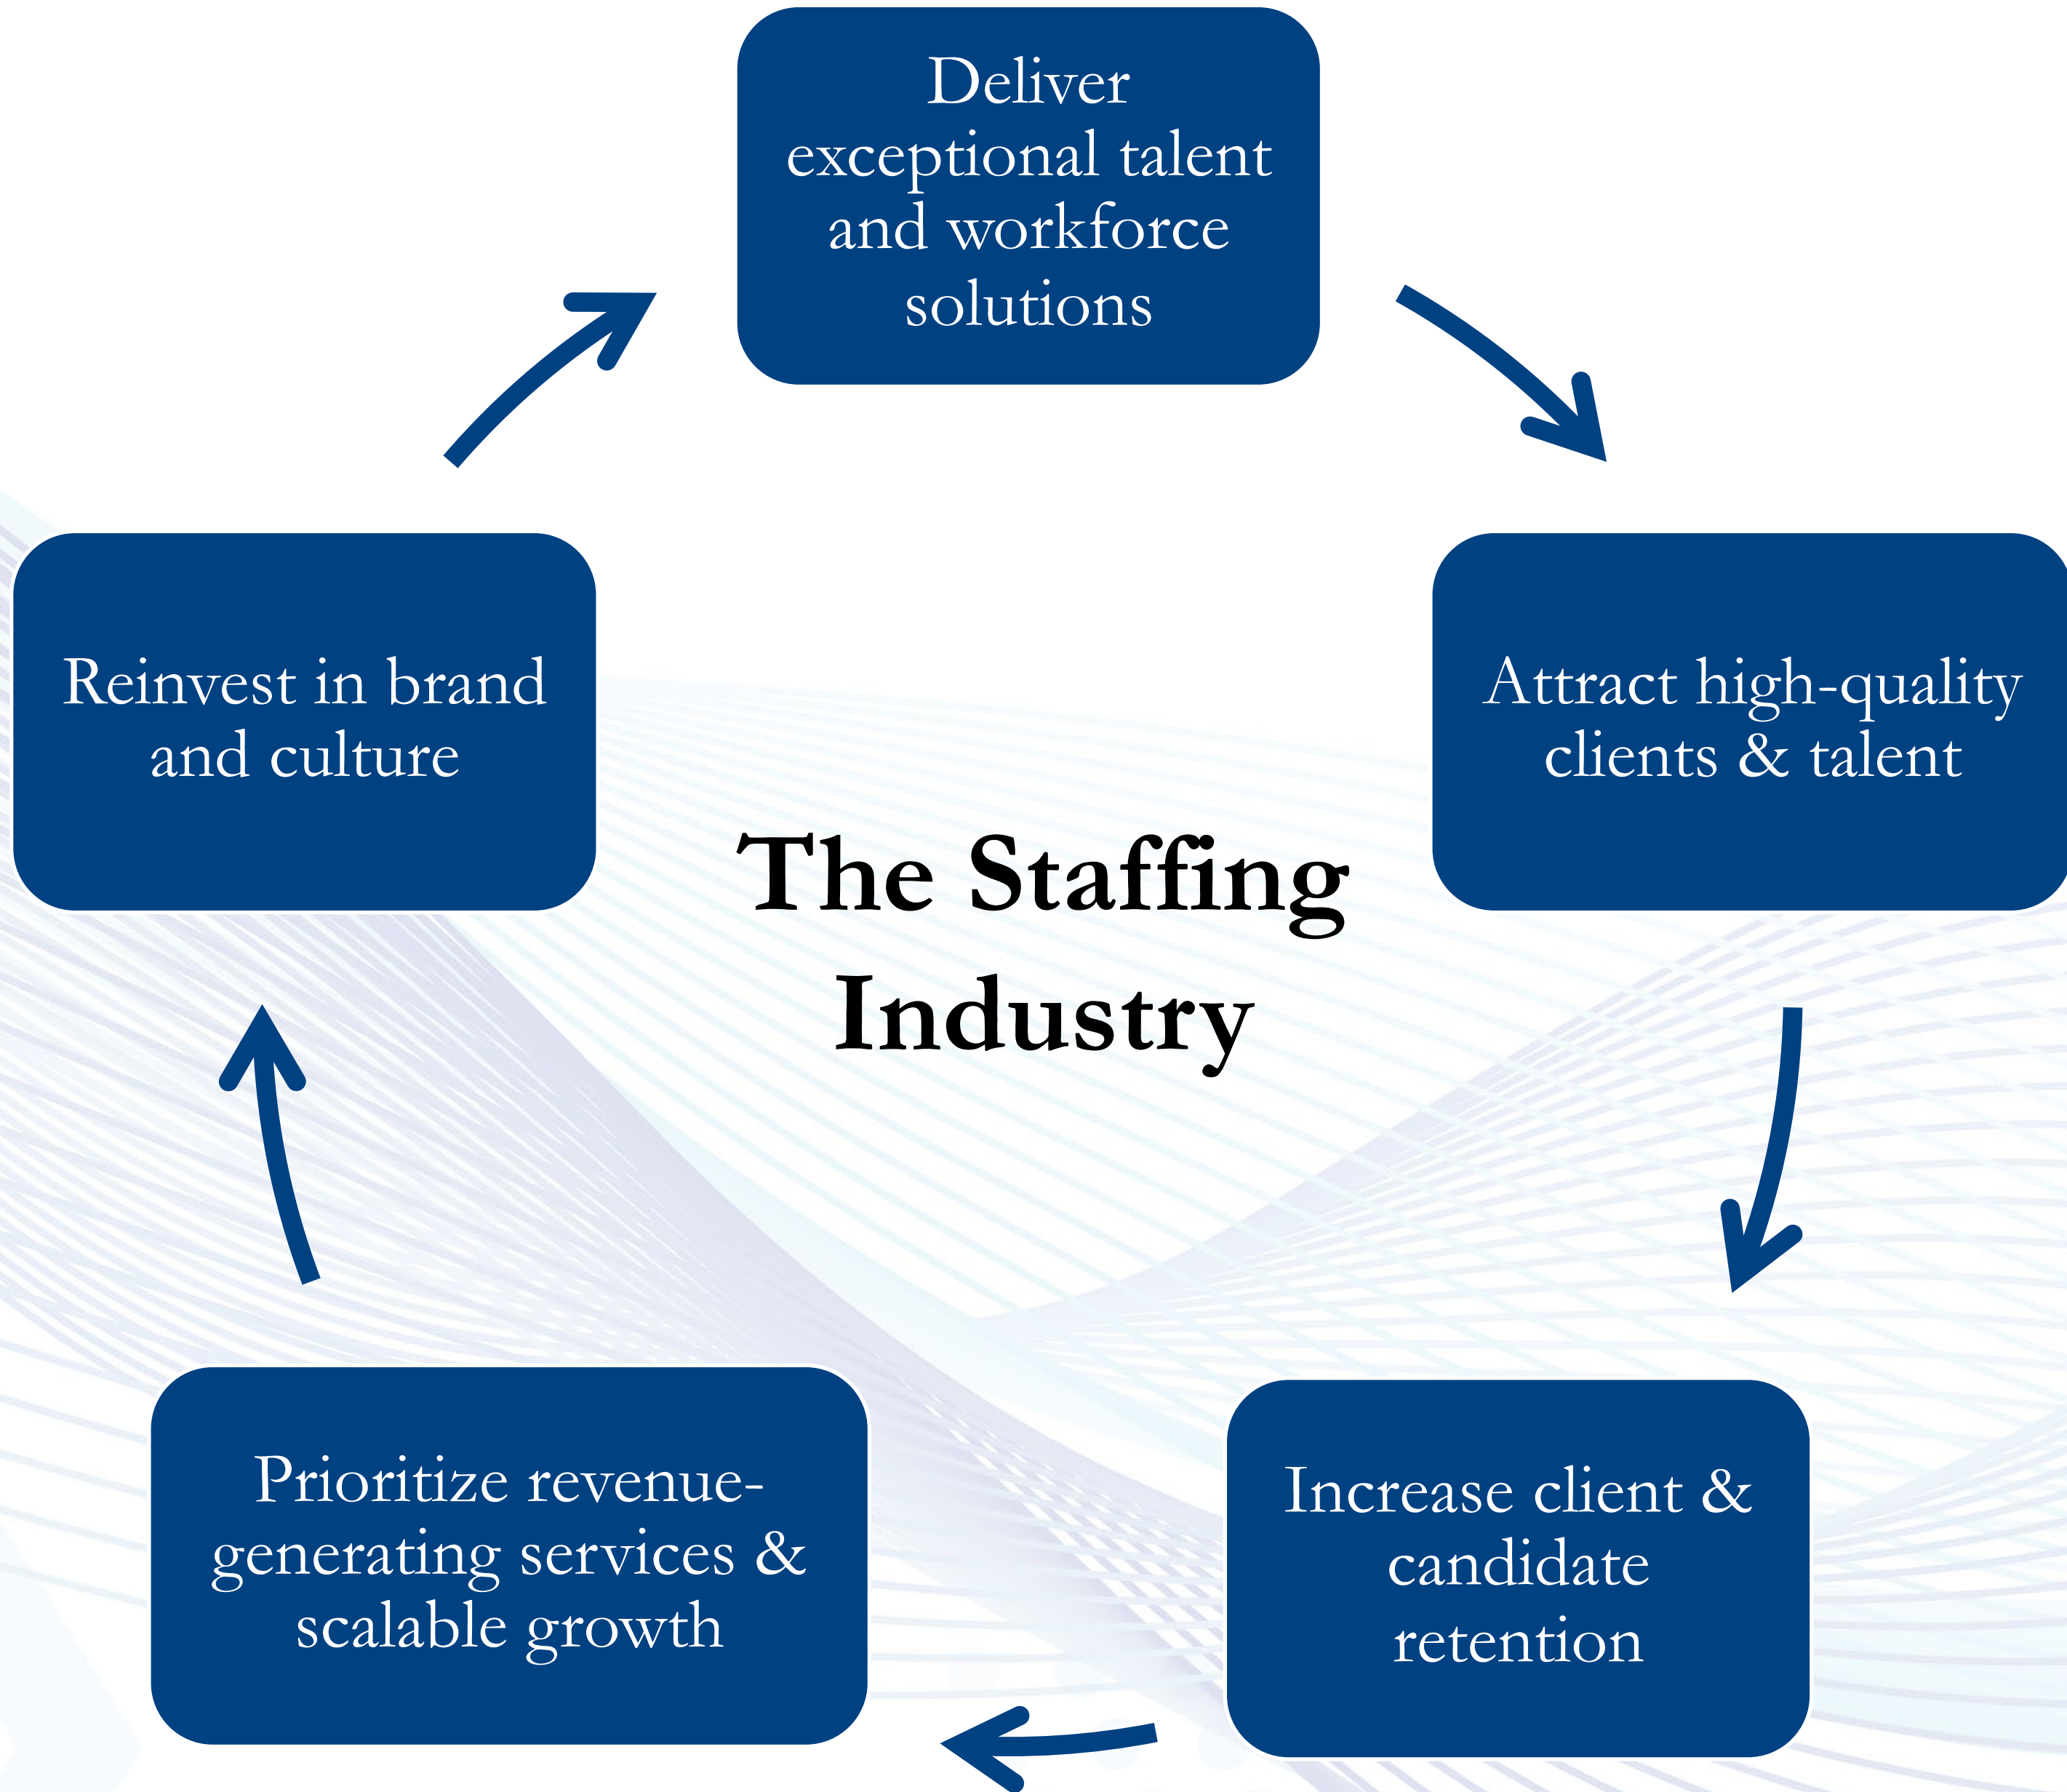 Deliver
exceptional talent
and workforce
solutions
Attract high-quality
clients & talent
Increase client &
candidate
retention
Prioritize revenue-
generating services &
scalable growth
Reinvest in brand
and culture
The Staffing
Industry